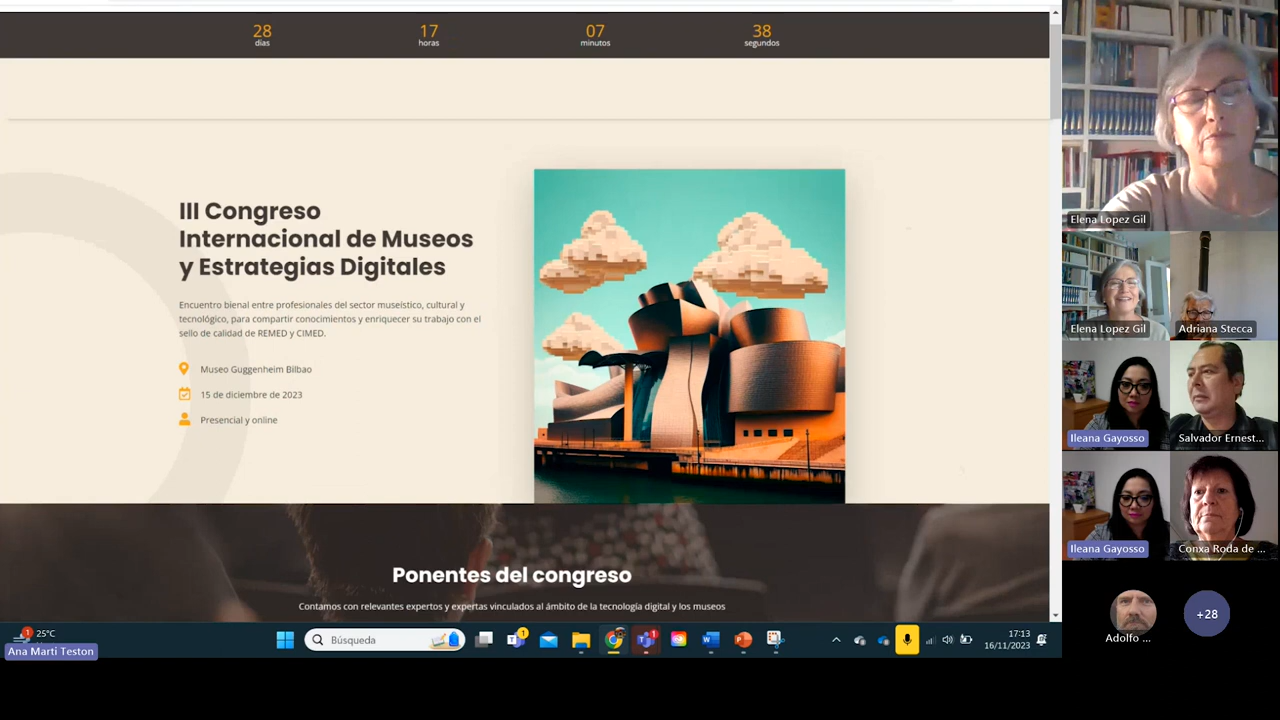 28
días
17
horas
07
minutos
38
segundos
III Congreso
Internacional de Museos
y Estrategias Digitales
Encuentro bienal entre profesionales del sector museístico, cultural y
tecnológico, para compartir conocimientos y enriquecer su trabajo con el
sello de calidad de REMED y CIMED.
Museo Guggenheim Bilbao
15 de diciembre de 2023
Presencial y online
Ponentes del congreso
Contamos con relevantes expertos y expertas vinculados al ámbito de la tecnología digital y los museos
Elena Lopez Gil
Elena Lopez Gil
Adriana Stecca
Ileana Gayosso
Salvador Ernest...
Ileana Gayosso
Conxa Roda de ...
Adolfo ...
+28
1
25°C
Búsqueda
1
1
17:13
16/11/2023
Ana Marti Teston